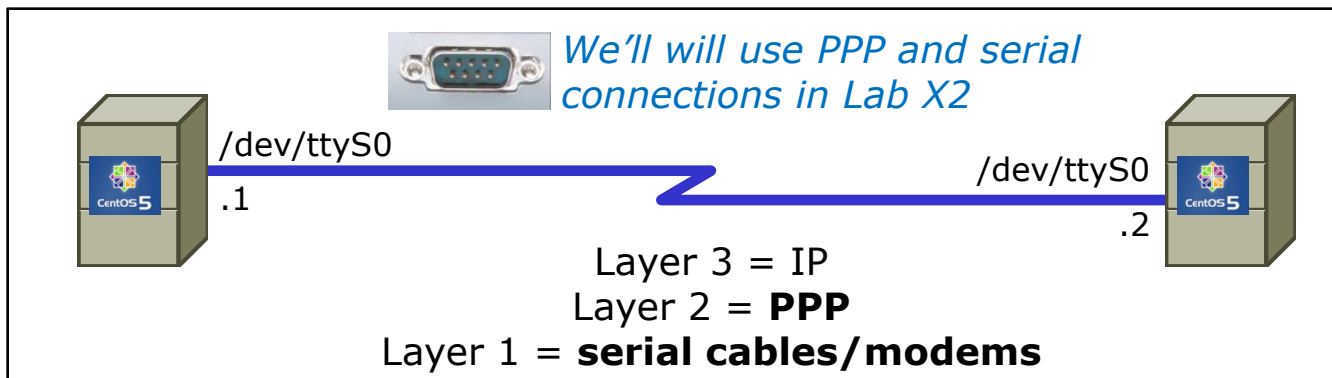 We'll will use PPP and serial
connections in Lab X2
/dev/ttyS0
.1
CentOS 5
/dev/ttyS0
.2
CentOS 5
Layer 3 = IP
Layer 2 = PPP
Layer 1 = serial cables/modems